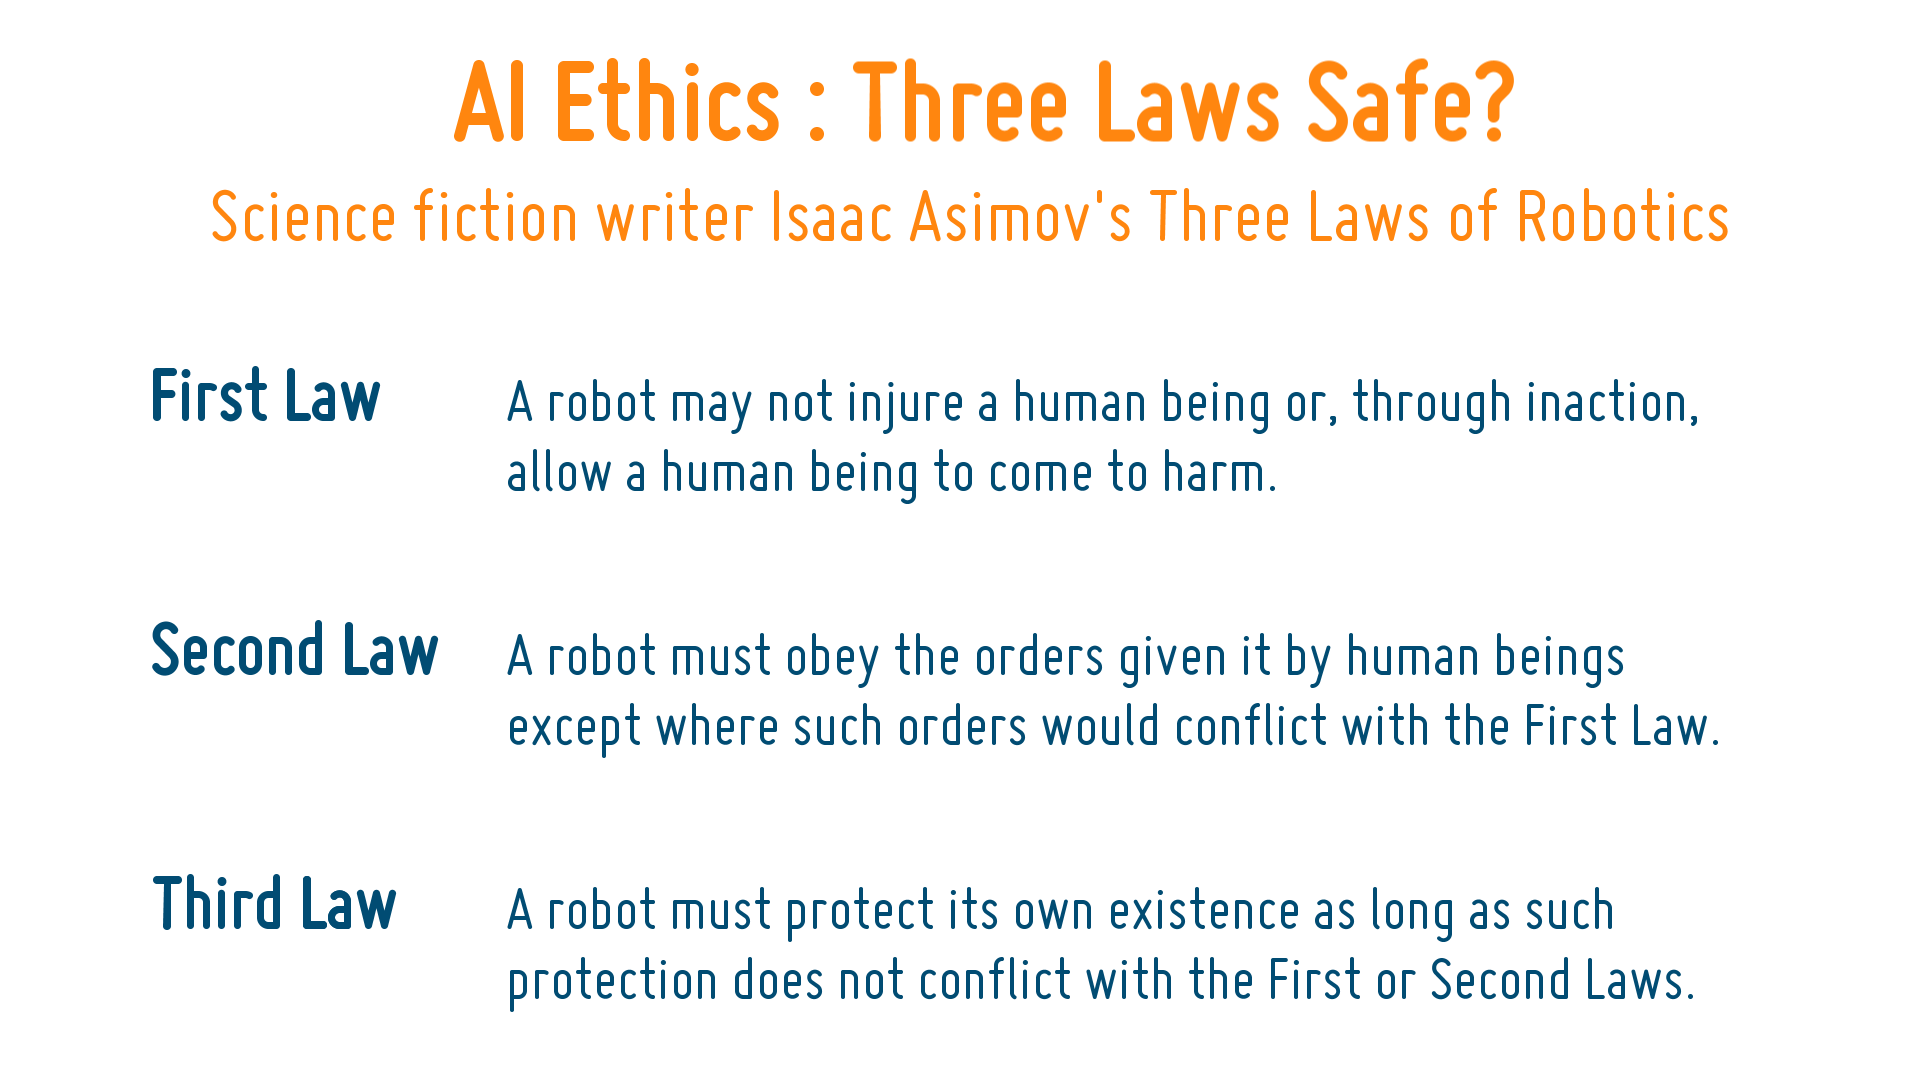 AI Ethics : Three Laws Safe?
Science fiction writer Isaac Asimov's Three Laws of Robotics
First Law
A robot may not injure a human being or, through inaction,
allow a human being to come to harm.
Second Law
A robot must obey the orders given it by human beings
except where such orders would conflict with the First Law.
Third Law
A robot must protect its own existence as long as such
protection does not conflict with the First or Second Laws.